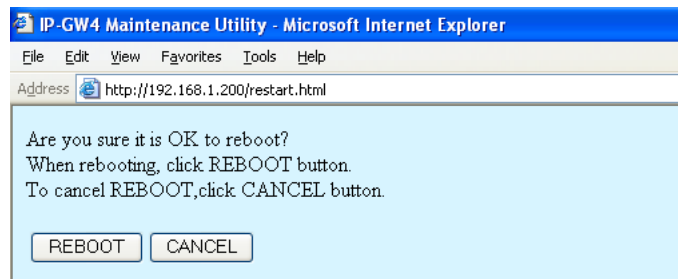 IP-GW4 Maintenance Utility - Microsoft Internet Explorer
File Edit View Favorites Tools Help
Address http://192.168.1.200/restart.html
Are you sure it is OK to reboot?
When rebooting, click REBOOT button.
To cancel REBOOT,click CANCEL button.
REBOOT CANCEL